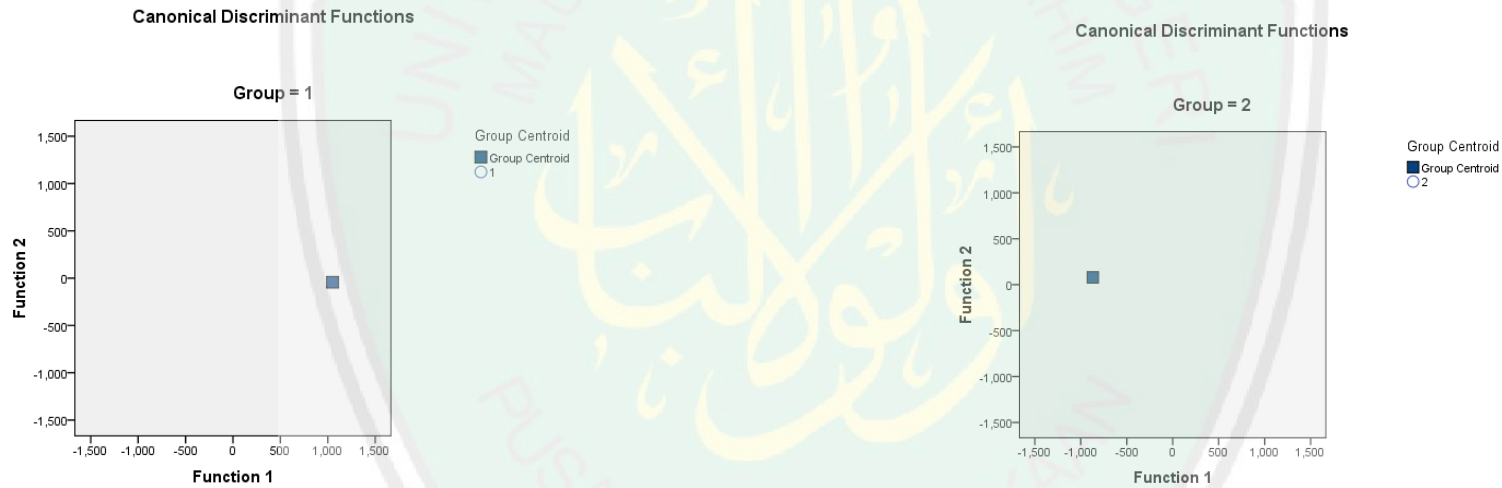 Canonical Discriminant Functions
Group = 1
1,500
1,000
500
0
-500
-1,000
-1,500
Function 2
-1,500 -1,000 -500 0 500 1,000 1,500
Function 1
Group Centroid
Group Centroid
1
Canonical Discriminant Functions
Group = 2
1,500
1,000
500
0
-500
-1,000
-1,500
Function 2
-1,500 -1,000 -500 0 500 1,000 1,500
Function 1
Group Centroid
Group Centroid
2